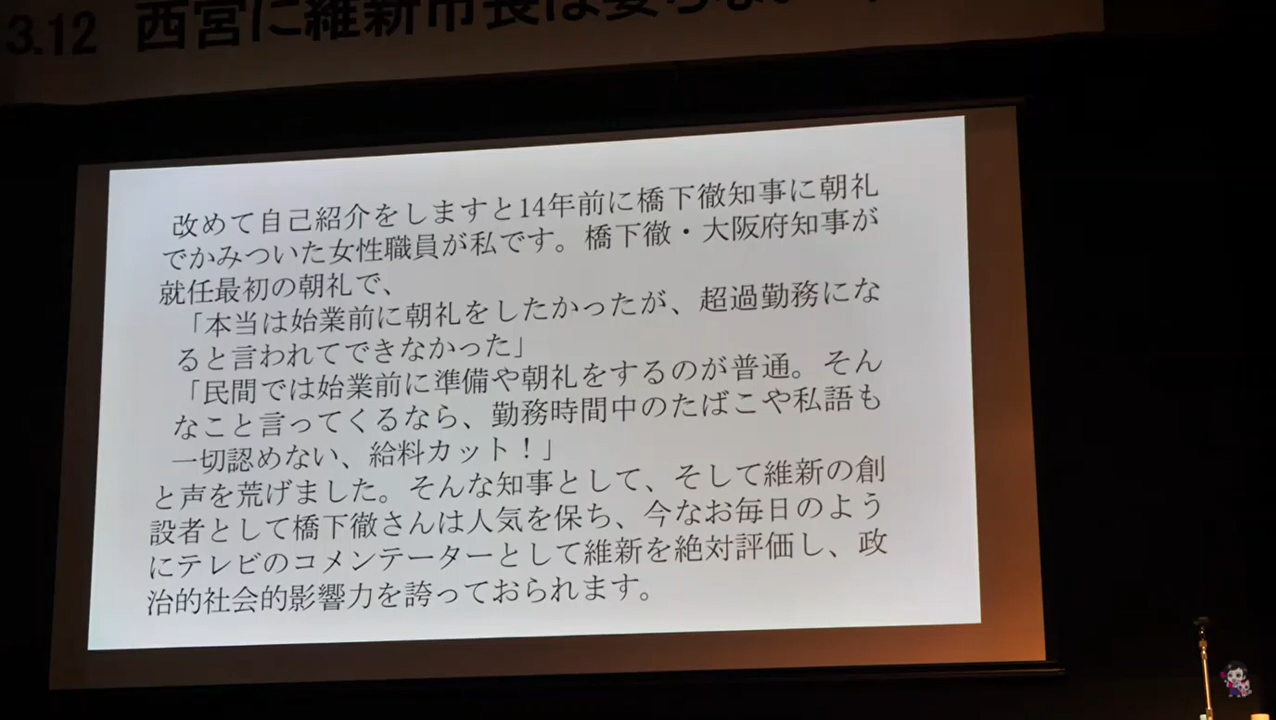 3.12 西宮に維新市長は要らない
改めて自己紹介をしますと14年前に橋下徹知事に朝礼
でかみついた女性職員が私です。橋下徹・大阪府知事が
就任最初の朝礼で、
「本当は始業前に朝礼をしたかったが、超過勤務にな
ると言われてできなかった」
「民間では始業前に準備や朝礼をするのが普通。そん
なこと言ってくるなら、勤務時間中のたばこや私語も
一切認めない、給料カット！」
と声を荒げました。そんな知事として、そして維新の創
設者として橋下徹さんは人気を保ち、今なお毎日のよう
にテレビのコメンテーターとして維新を絶対評価し、政
治的社会的影響力を誇っておられます。